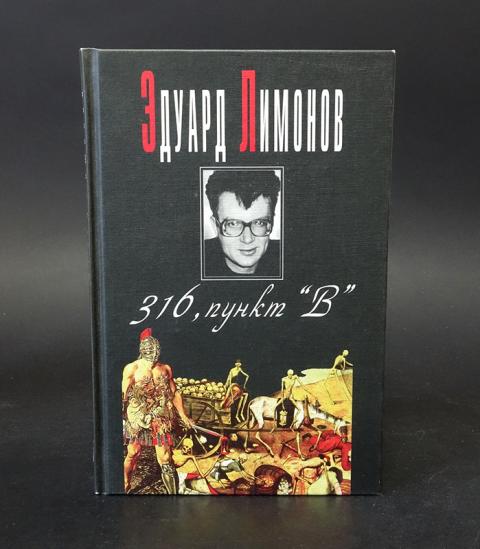 Эдуард Лимонов
316, пункт “В”